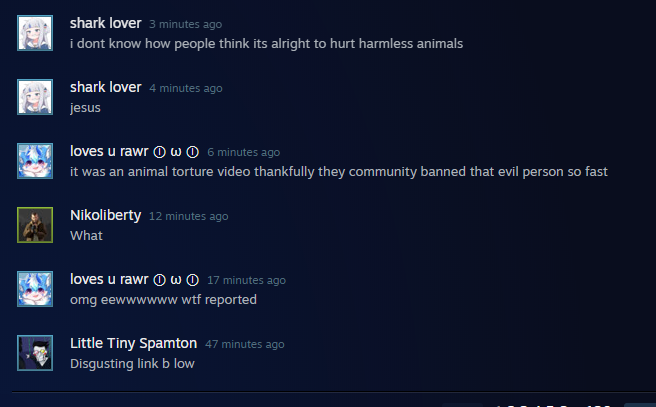 shark lover 3 minutes ago
i dont know how people think its alright to hurt harmless animals
shark lover 4 minutes ago
jesus
loves u rawr ⓛ ω ⓛ 6 minutes ago
it was an animal torture video thankfully they community banned that evil person so fast
Nikoliberty 12 minutes ago
What
loves u rawr ⓛ ω ⓛ 17 minutes ago
omg eewwwwww wtf reported
Little Tiny Spamton 47 minutes ago
Disgusting link b low